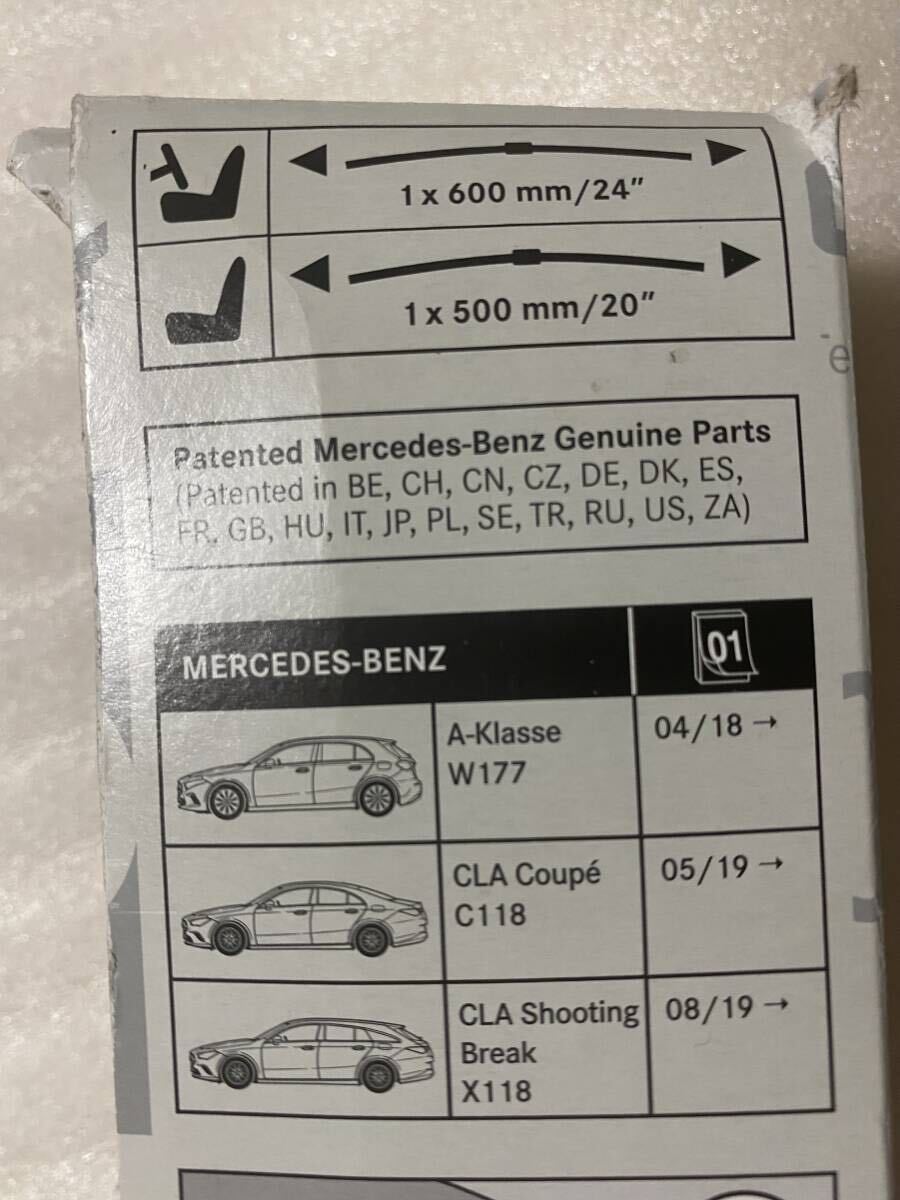 1 x 600 mm/24″
1 x 500 mm/20″
e
Patented Mercedes-Benz Genuine Parts
(Patented in BE, CH, CN, CZ, DE, DK, ES,
FR, GB, HU, IT, JP, PL, SE, TR, RU, US, ZA)
MERCEDES-BENZ
01
A-Klasse
W177
04/18 →
CLA Coupé
C118
05/19 →
CLA Shooting
Break
X118
08/19 →